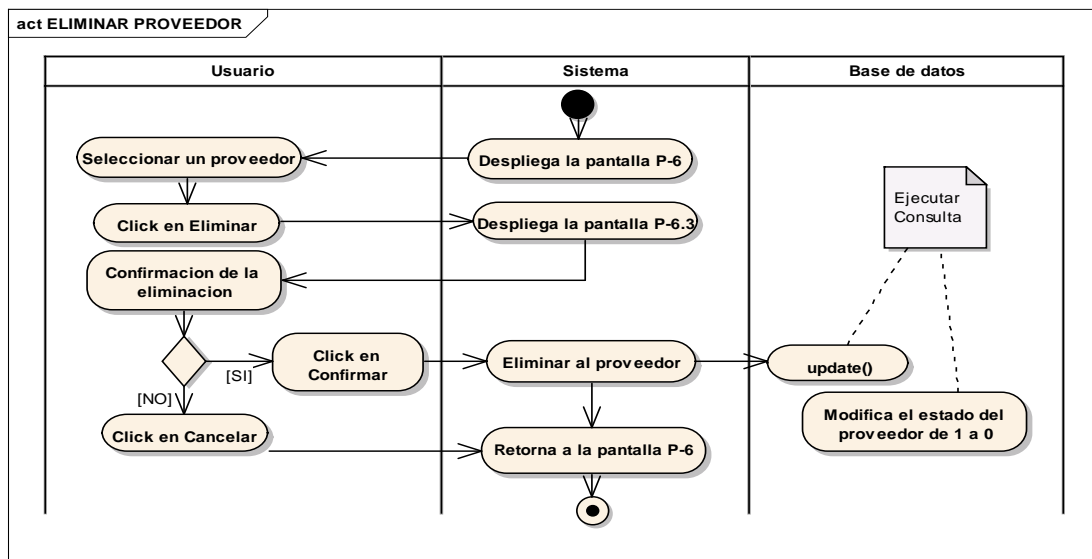 act ELIMINAR PROVEEDOR
Usuario
Sistema
Base de datos
Despliega la pantalla P-6
Seleccionar un proveedor
Click en Eliminar
Despliega la pantalla P-6.3
Ejecutar
Consulta
Confirmacion de la
eliminacion
[SI]
Click en
Confirmar
Eliminar al proveedor
update()
[NO]
Click en Cancelar
Retorna a la pantalla P-6
Modifica el estado del
proveedor de 1 a 0